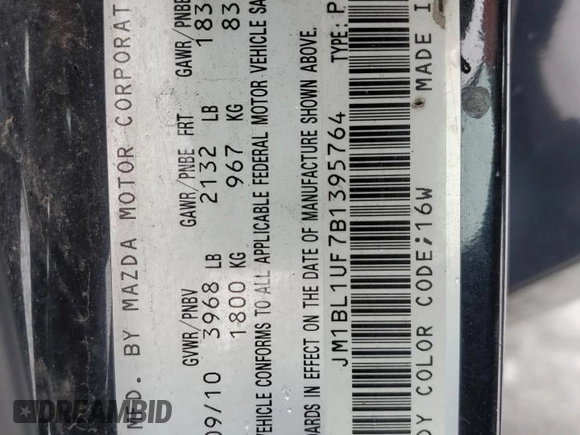 MFD. BY MAZDA MOTOR CORPORAT
GVWR/PNBV GAWR/PNBE FRT GAWR/PNBE
09/10 3968 LB 2132 LB 183
1800 KG 967 KG 83
VEHICLE CONFORMS TO ALL APPLICABLE FEDERAL MOTOR VEHICLE SA
ARDS IN EFFECT ON THE DATE OF MANUFACTURE SHOWN ABOVE.
JM1BL1UF7B1395764 TYPE: P
DY COLOR CODE;16W MADE I
DREAMBID